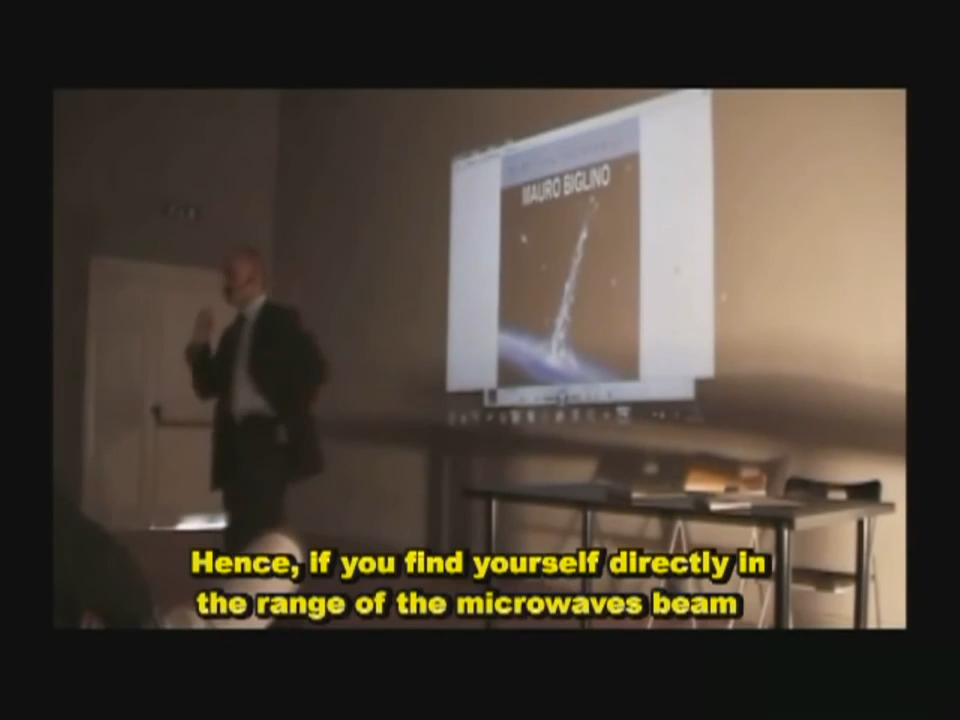 MAURO BIGLINO
Hence, if you find yourself directly in
the range of the microwaves beam